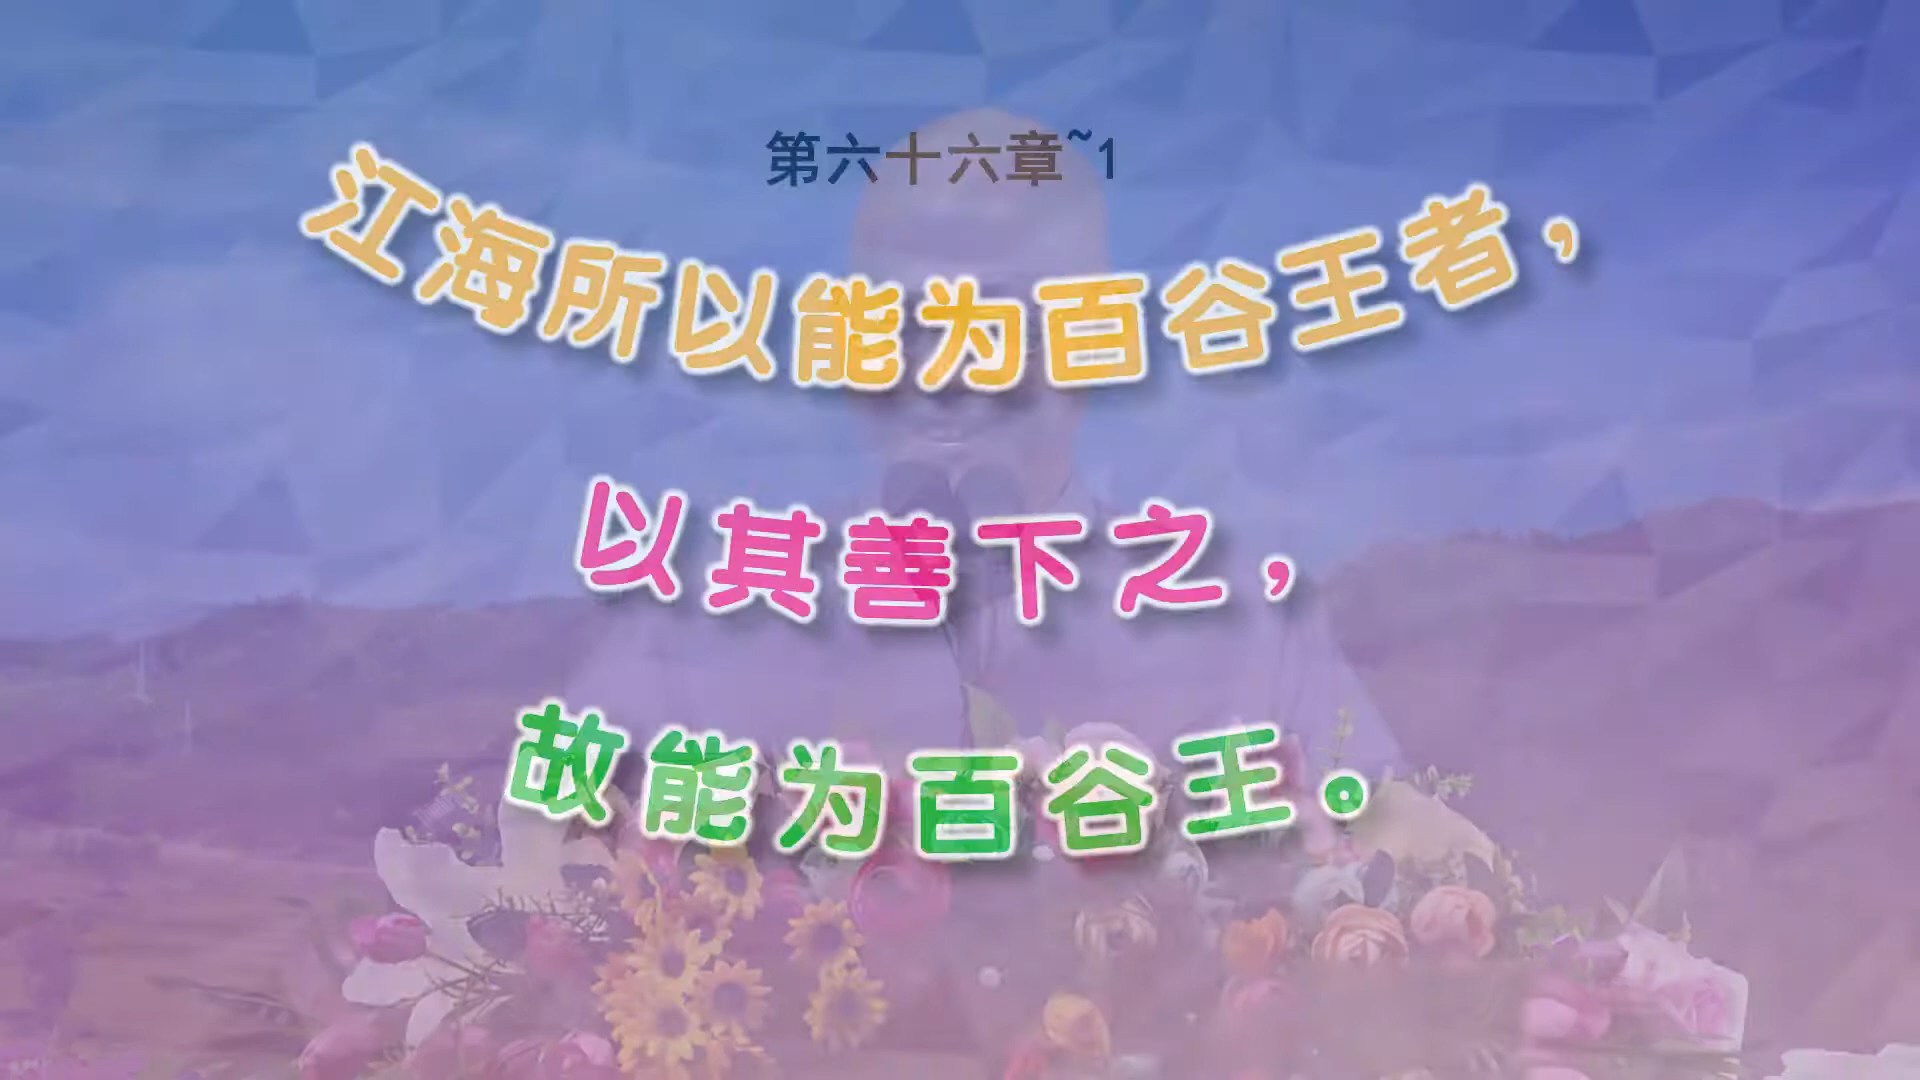 第六十六章~1
江海所以能为百谷王者，
以其善下之，
故能为百谷王。